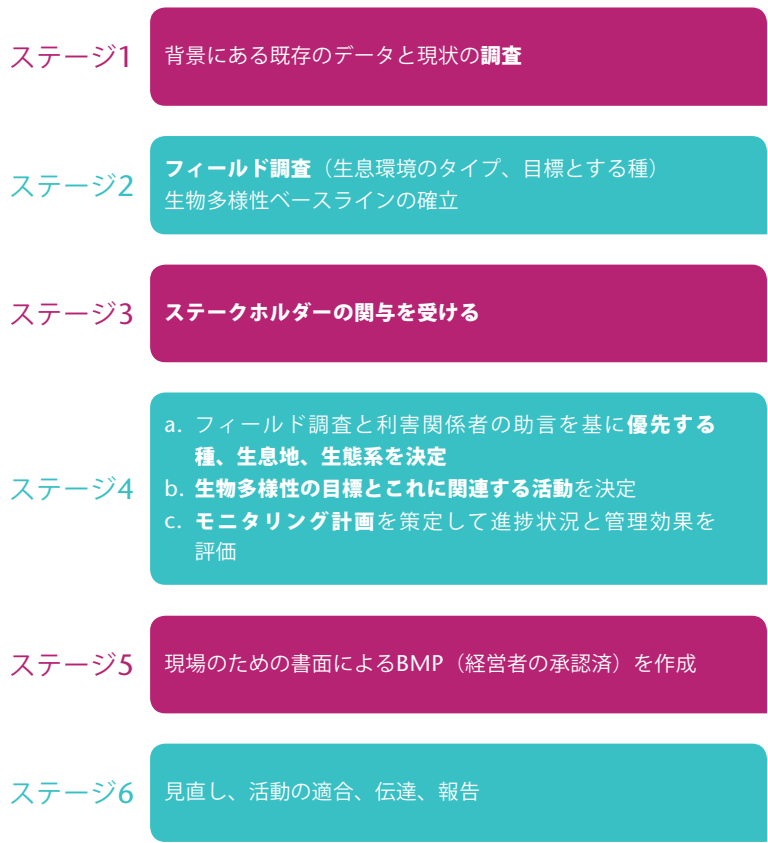 ステージ1
背景にある既存のデータと現状の調査
ステージ2
フィールド調査（生息環境のタイプ、目標とする種）
生物多様性ベースラインの確立
ステージ3
ステークホルダーの関与を受ける
ステージ4
a. フィールド調査と利害関係者の助言を基に優先する
種、生息地、生態系を決定
b. 生物多様性の目標とこれに関連する活動を決定
c. モニタリング計画を策定して進捗状況と管理効果を
評価
ステージ5
現場のための書面によるBMP（経営者の承認済）を作成
ステージ6
見直し、活動の適合、伝達、報告